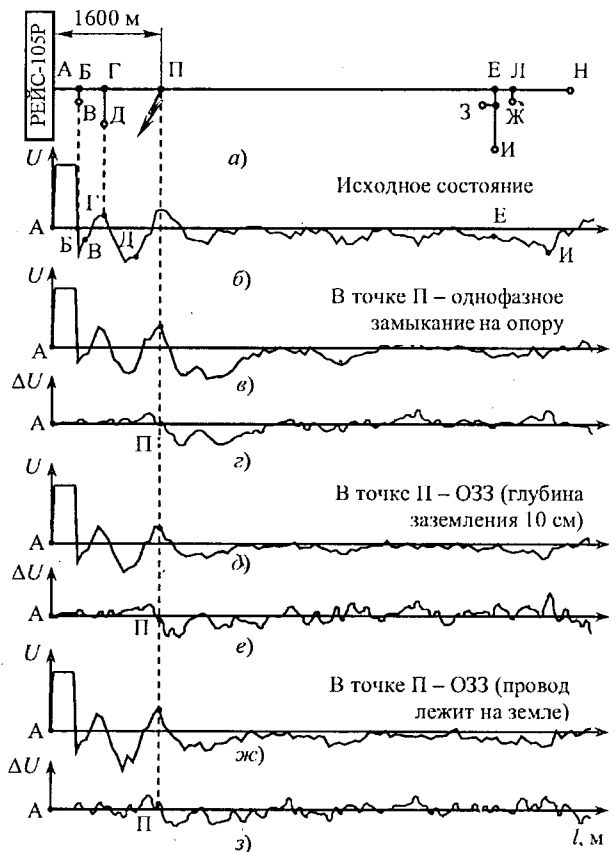 1600 м
РЕЙС-105Р
А Б Г П Е Л Н
В Д З Ж
И
а)
U
Исходное состояние
Г
Е
А
Б В Д
И
б)
U
В точке П – однофазное
замыкание на опору
А
в)
ΔU
А
П
г)
U
В точке П – ОЗЗ (глубина
заземления 10 см)
А
д)
ΔU
А
П
е)
U
В точке П – ОЗЗ (провод
лежит на земле)
А
ж)
ΔU
А
П
з)
l, м